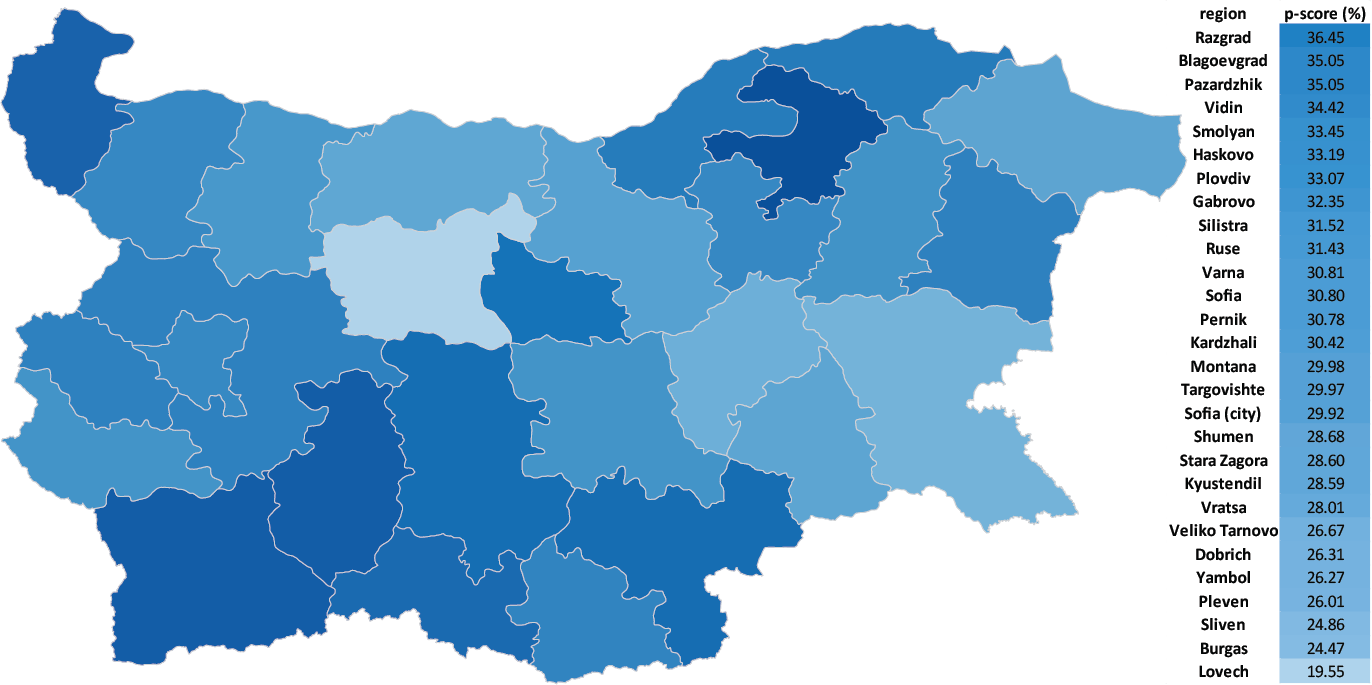 region p-score (%)
Razgrad 36.45
Blagoevgrad 35.05
Pazardzhik 35.05
Vidin 34.42
Smolyan 33.45
Haskovo 33.19
Plovdiv 33.07
Gabrovo 32.35
Silistra 31.52
Ruse 31.43
Varna 30.81
Sofia 30.80
Pernik 30.78
Kardzhali 30.42
Montana 29.98
Targovishte 29.97
Sofia (city) 29.92
Shumen 28.68
Stara Zagora 28.60
Kyustendil 28.59
Vratsa 28.01
Veliko Tarnovo 26.67
Dobrich 26.31
Yambol 26.27
Pleven 26.01
Sliven 24.86
Burgas 24.47
Lovech 19.55